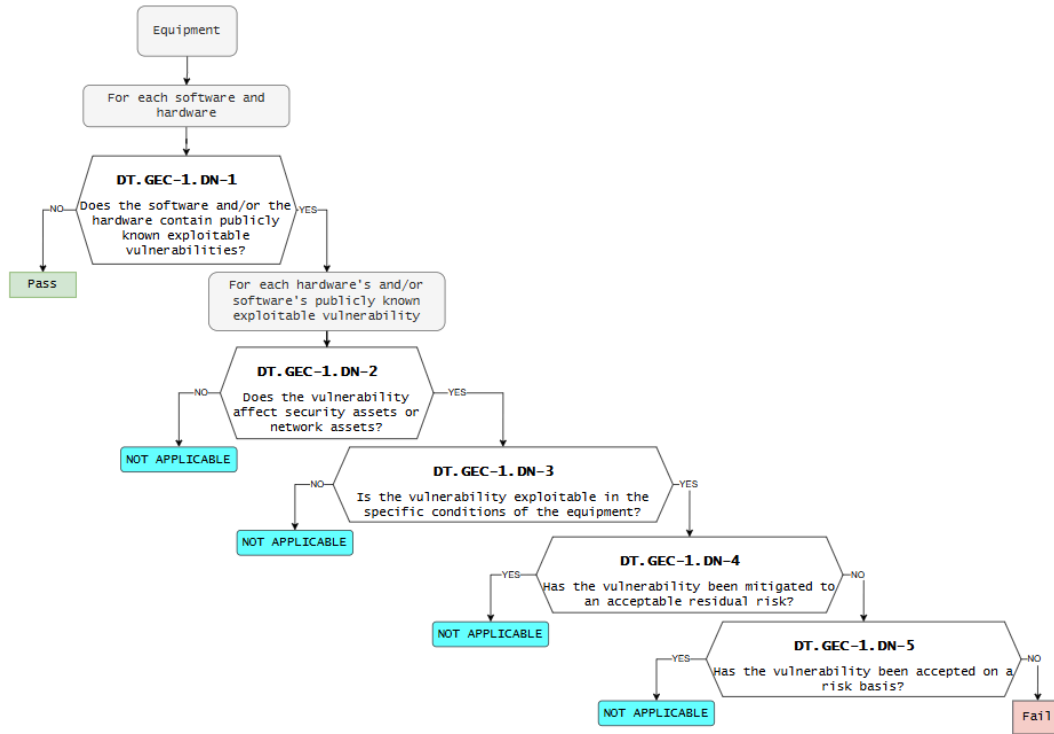 Equipment
For each software and
hardware
DT.GEC-1.DN-1
Does the software and/or the
hardware contain publicly
known exploitable
vulnerabilities?
NO
YES
Pass
For each hardware's and/or
software's publicly known
exploitable vulnerability
DT.GEC-1.DN-2
Does the vulnerability
affect security assets or
network assets?
NO
YES
NOT APPLICABLE
DT.GEC-1.DN-3
Is the vulnerability exploitable in the
specific conditions of the equipment?
NO
YES
NOT APPLICABLE
DT.GEC-1.DN-4
Has the vulnerability been mitigated to
an acceptable residual risk?
YES
NO
NOT APPLICABLE
DT.GEC-1.DN-5
Has the vulnerability been accepted on a
risk basis?
YES
NO
NOT APPLICABLE
Fail